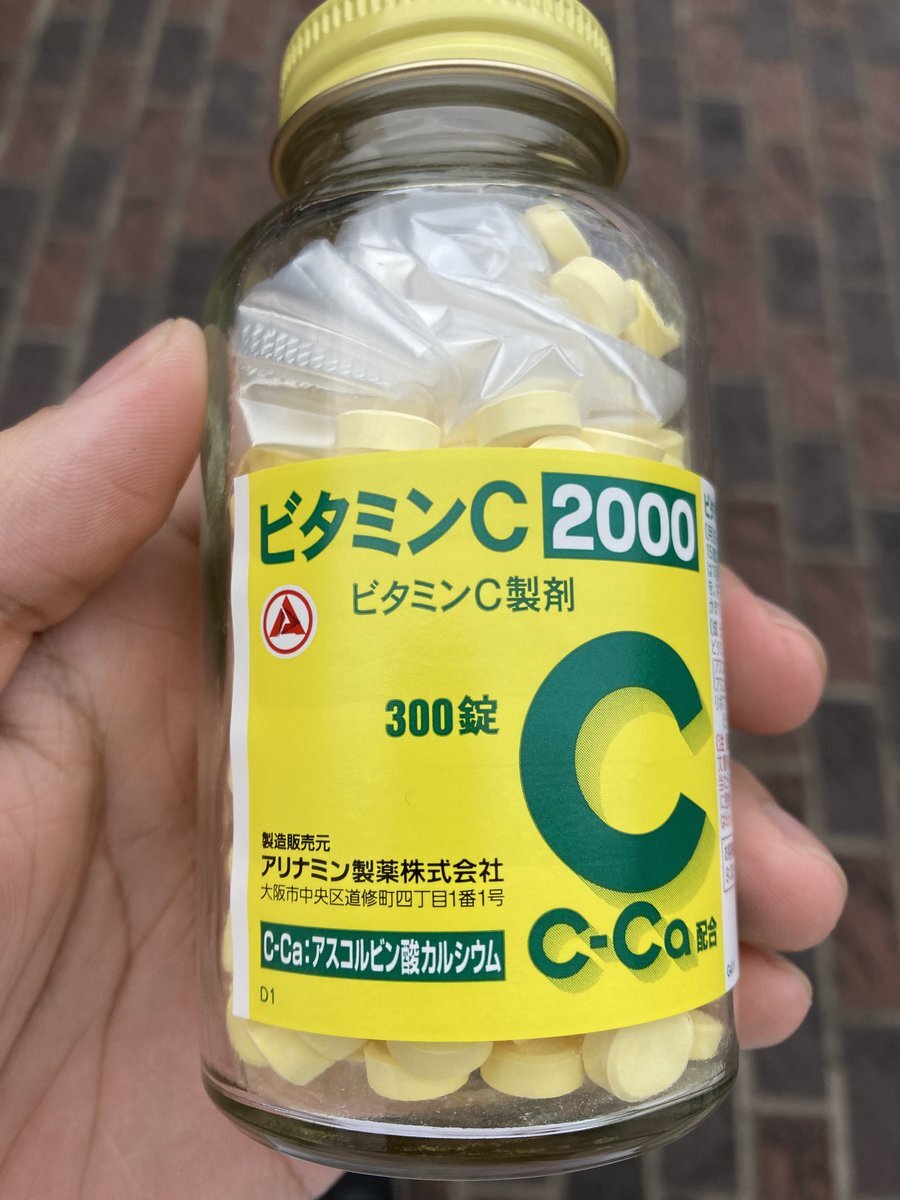 ビタミンC 2000
ビタミンC製剤
300錠
C
C-Ca配合
製造販売元
アリナミン製薬株式会社
大阪市中央区道修町四丁目1番1号
C-Ca:アスコルビン酸カルシウム
D1